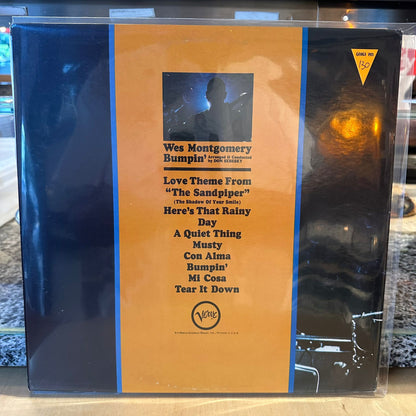 Wes Montgomery
Bumpin' Arranged & Conducted by DON SEBESKY
Love Theme From
"The Sandpiper"
(The Shadow Of Your Smile)
Here's That Rainy
Day
A Quiet Thing
Musty
Con Alma
Bumpin'
Mi Cosa
Tear It Down
Verve
130